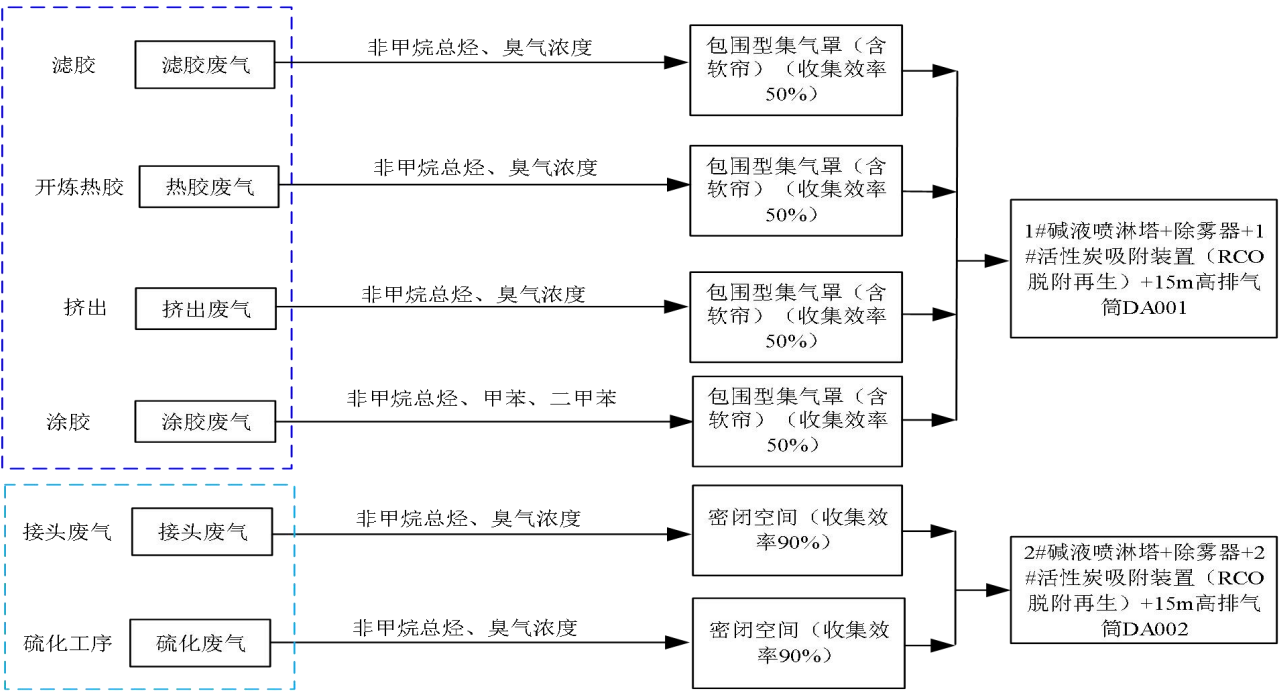 滤胶
滤胶废气
非甲烷总烃、臭气浓度
包围型集气罩（含
软帘）（收集效率
50%）
开炼热胶
热胶废气
非甲烷总烃、臭气浓度
包围型集气罩（含
软帘）（收集效率
50%）
挤出
挤出废气
非甲烷总烃、臭气浓度
包围型集气罩（含
软帘）（收集效率
50%）
涂胶
涂胶废气
非甲烷总烃、甲苯、二甲苯
包围型集气罩（含
软帘）（收集效率
50%）
1#碱液喷淋塔+除雾器+1
#活性炭吸附装置（RCO
脱附再生）+15m高排气
筒DA001
接头废气
接头废气
非甲烷总烃、臭气浓度
密闭空间（收集效
率90%）
硫化工序
硫化废气
非甲烷总烃、臭气浓度
密闭空间（收集效
率90%）
2#碱液喷淋塔+除雾器+2
#活性炭吸附装置（RCO
脱附再生）+15m高排气
筒DA002